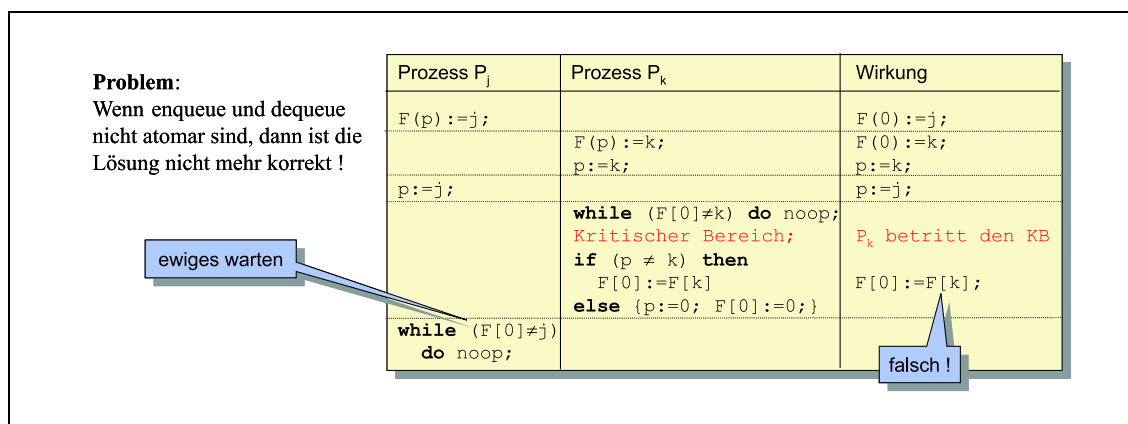 Problem:
Wenn enqueue und dequeue
nicht atomar sind, dann ist die
Lösung nicht mehr korrekt !
Prozess Pj Prozess Pk Wirkung
F(p):=j; F(0):=j;
F(p):=k; F(0):=k;
p:=k; p:=k;
p:=j; p:=j;
while (F[0]≠k) do noop;
Kritischer Bereich; Pk betritt den KB
if (p ≠ k) then
F[0]:=F[k] F[0]:=F[k];
else {p:=0; F[0]:=0;}
ewiges warten
while (F[0]≠j)
do noop;
falsch !